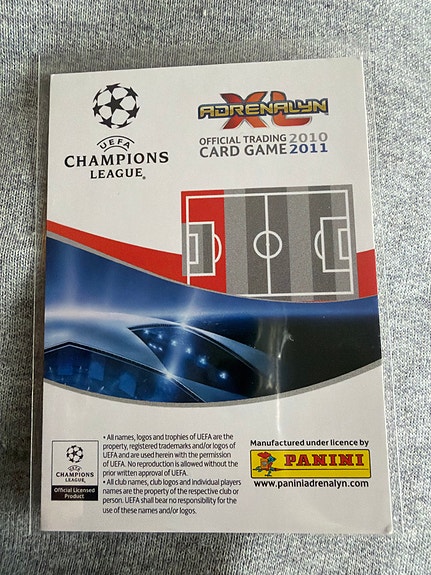 UEFA
CHAMPIONS
LEAGUE®
ADRENALYN
XL
OFFICIAL TRADING 2010
CARD GAME 2011
UEFA
CHAMPIONS
LEAGUE
Official Licensed
Product
• All names, logos and trophies of UEFA are the
property, registered trademarks and/or logos of
UEFA and are used herein with the permission
of UEFA. No reproduction is allowed without the
prior written approval of UEFA.
• All club names, club logos and individual players
names are the property of the respective club or
person. UEFA shall bear no responsibility for the
use of these names and/or logos.
Manufactured under licence by
PANINI
www.paniniadrenalyn.com